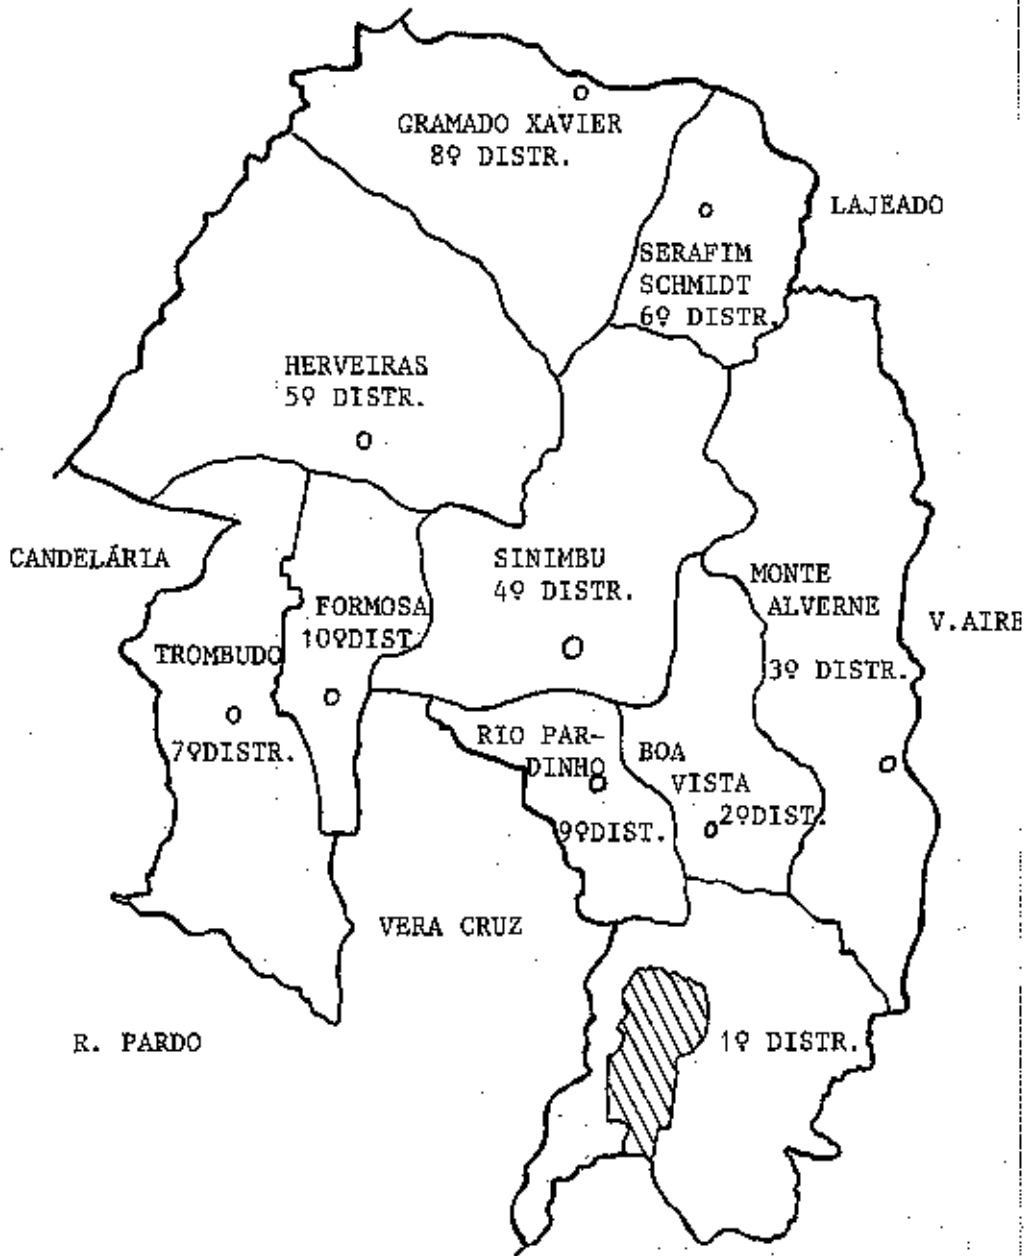 GRAMADO XAVIER
8º DISTR.
LAJEADO
SERAFIM
SCHMIDT
6º DISTR.
HERVEIRAS
5º DISTR.
CANDELÁRIA
SINIMBU
4º DISTR.
MONTE
ALVERNE
3º DISTR.
V.AIRE
FORMOSA
10ºDIST
TROMBUDO
7ºDISTR.
RIO PAR-
DINHO
9ºDIST.
BOA
VISTA
2ºDIST.
VERA CRUZ
R. PARDO
1º DISTR.